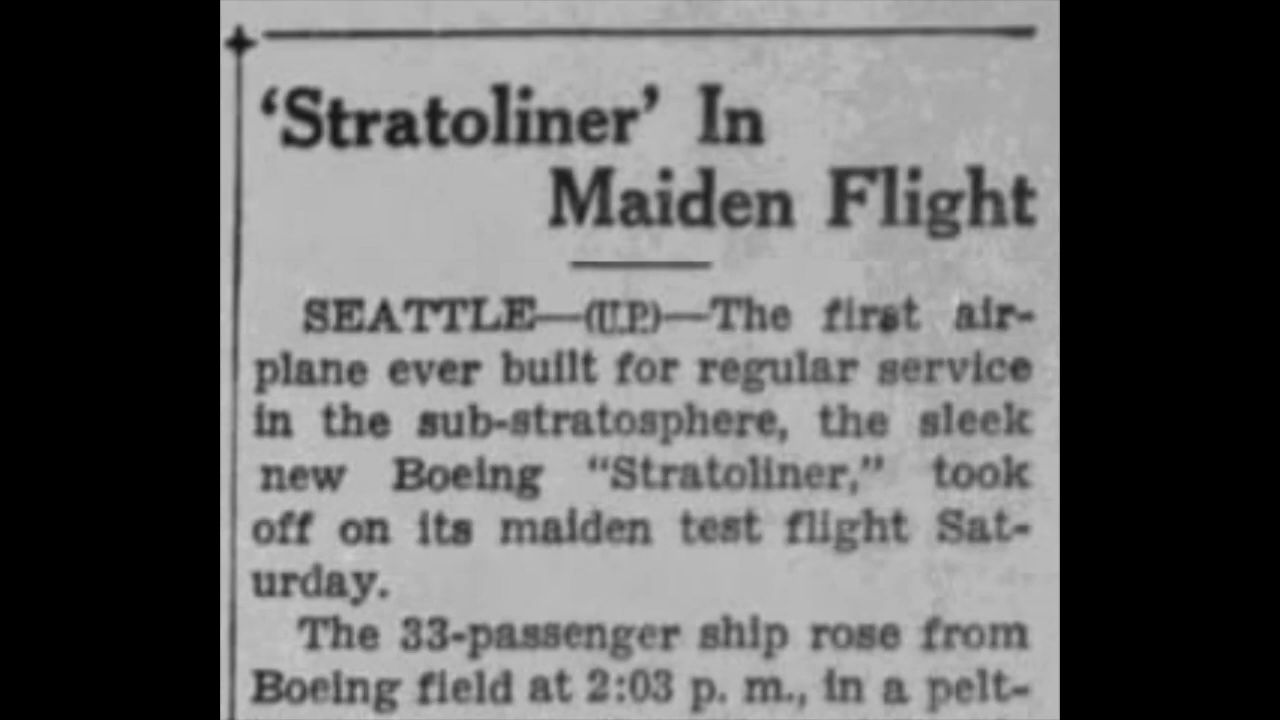 ‘Stratoliner’ In
Maiden Flight
SEATTLE—(U.P.)—The first air-
plane ever built for regular service
in the sub-stratosphere, the sleek
new Boeing “Stratoliner,” took
off on its maiden test flight Sat-
urday.
The 33-passenger ship rose from
Boeing field at 2:03 p. m., in a pelt-